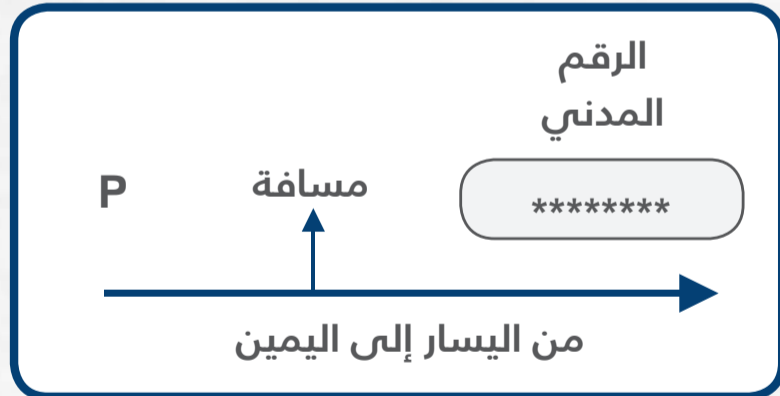 الرقم
المدني
P مسافة ********
من اليسار إلى اليمين